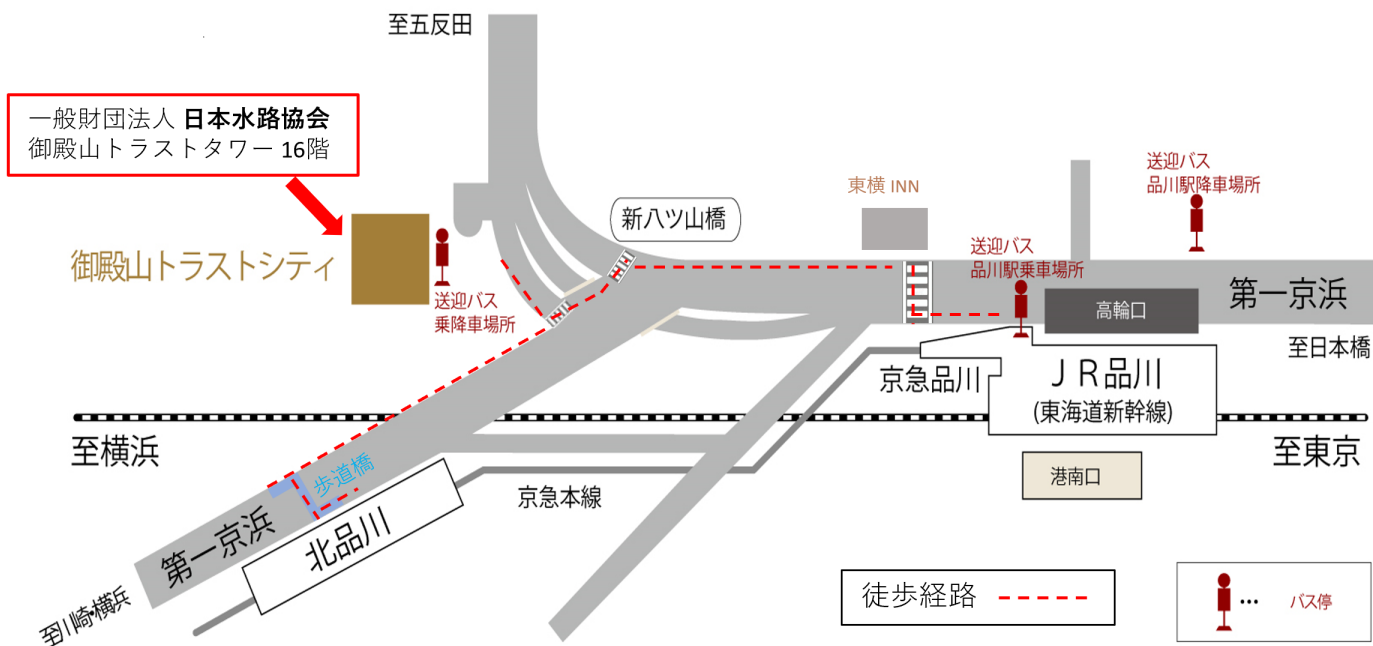 至五反田
一般財団法人 日本水路協会
御殿山トラストタワー 16階
送迎バス
品川駅降車場所
東横 INN
新八ツ山橋
送迎バス
品川駅乗車場所
御殿山トラストシティ
送迎バス
乗降車場所
第一京浜
高輪口
至日本橋
京急品川
JR品川
(東海道新幹線)
至横浜
至東京
歩道橋
港南口
京急本線
第一京浜
北品川
至川崎・横浜
徒歩経路
••• バス停